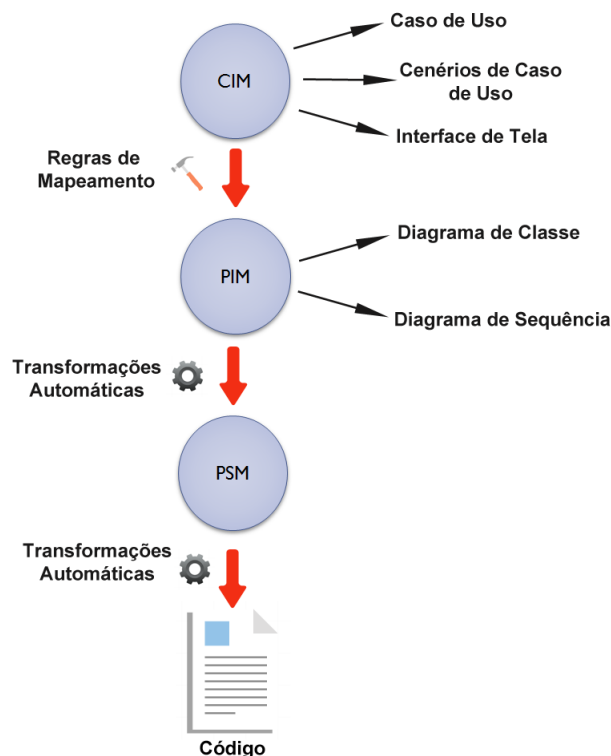 Caso de Uso
CIM
Cenérios de Caso
de Uso
Interface de Tela
Regras de
Mapeamento
Diagrama de Classe
PIM
Diagrama de Sequência
Transformações
Automáticas
PSM
Transformações
Automáticas
Código